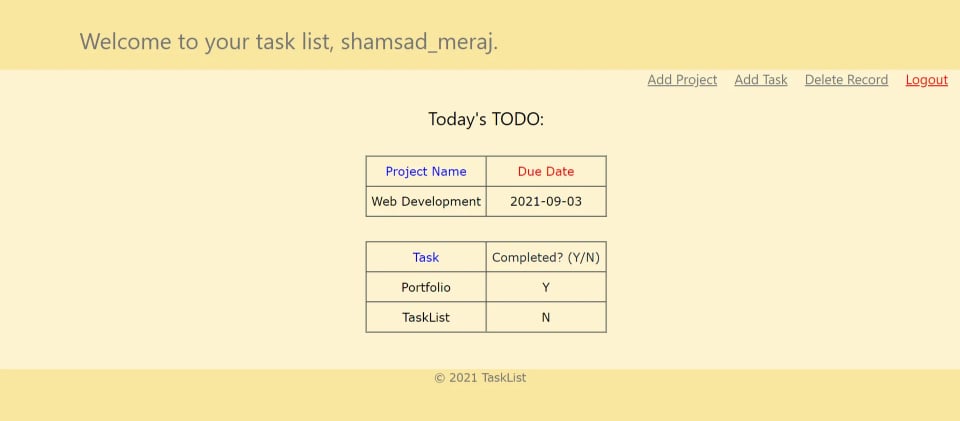 Welcome to your task list, shamsad_meraj.
Add Project Add Task Delete Record Logout
Today's TODO:
Project Name Due Date
Web Development 2021-09-03
Task Completed? (Y/N)
Portfolio Y
TaskList N
© 2021 TaskList